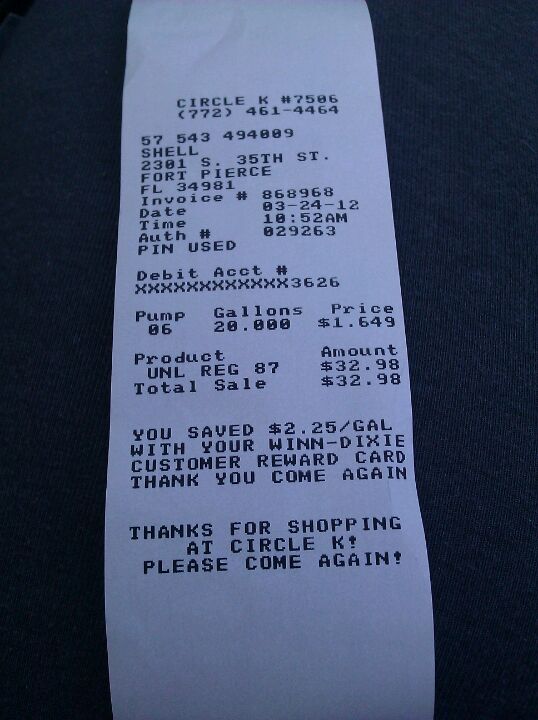 CIRCLE K #7506
(772) 461-4464
57 543 494009
SHELL
2301 S. 35TH ST.
FORT PIERCE
FL 34981
Invoice # 868968
Date 03-24-12
Time 10:52AM
Auth # 029263
PIN USED
Debit Acct #
XXXXXXXXXXXX3626
Pump Gallons Price
06 20.000 $1.649
Product Amount
UNL REG 87 $32.98
Total Sale $32.98
YOU SAVED $2.25/GAL
WITH YOUR WINN-DIXIE
CUSTOMER REWARD CARD
THANK YOU COME AGAIN
THANKS FOR SHOPPING
AT CIRCLE K!
PLEASE COME AGAIN!